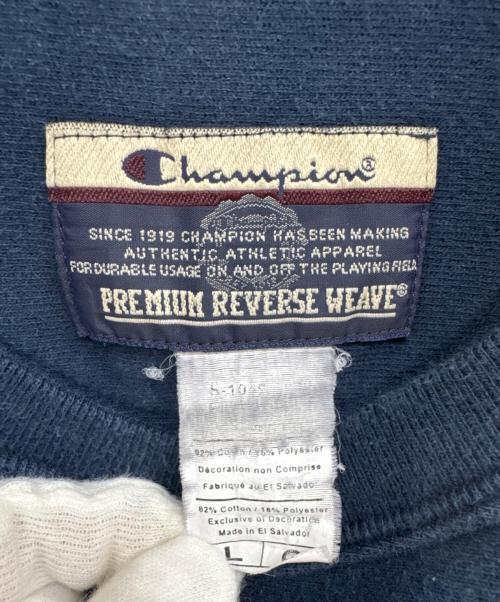 Champion®
SINCE 1919 CHAMPION HAS BEEN MAKING
AUTHENTIC ATHLETIC APPAREL
FOR DURABLE USAGE ON AND OFF THE PLAYING FIELD.
PREMIUM REVERSE WEAVE®
Polyester
Décoration non Comprise
Fabriqué au El Salvador
82% Cotton / 18% Polyester
Exclusive of Decoration
Made in El Salvador
L